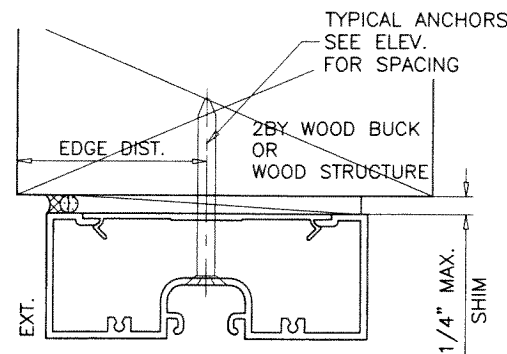 TYPICAL ANCHORS
SEE ELEV.
FOR SPACING
EDGE DIST.
2BY WOOD BUCK
OR
WOOD STRUCTURE
EXT.
1/4" MAX.
SHIM